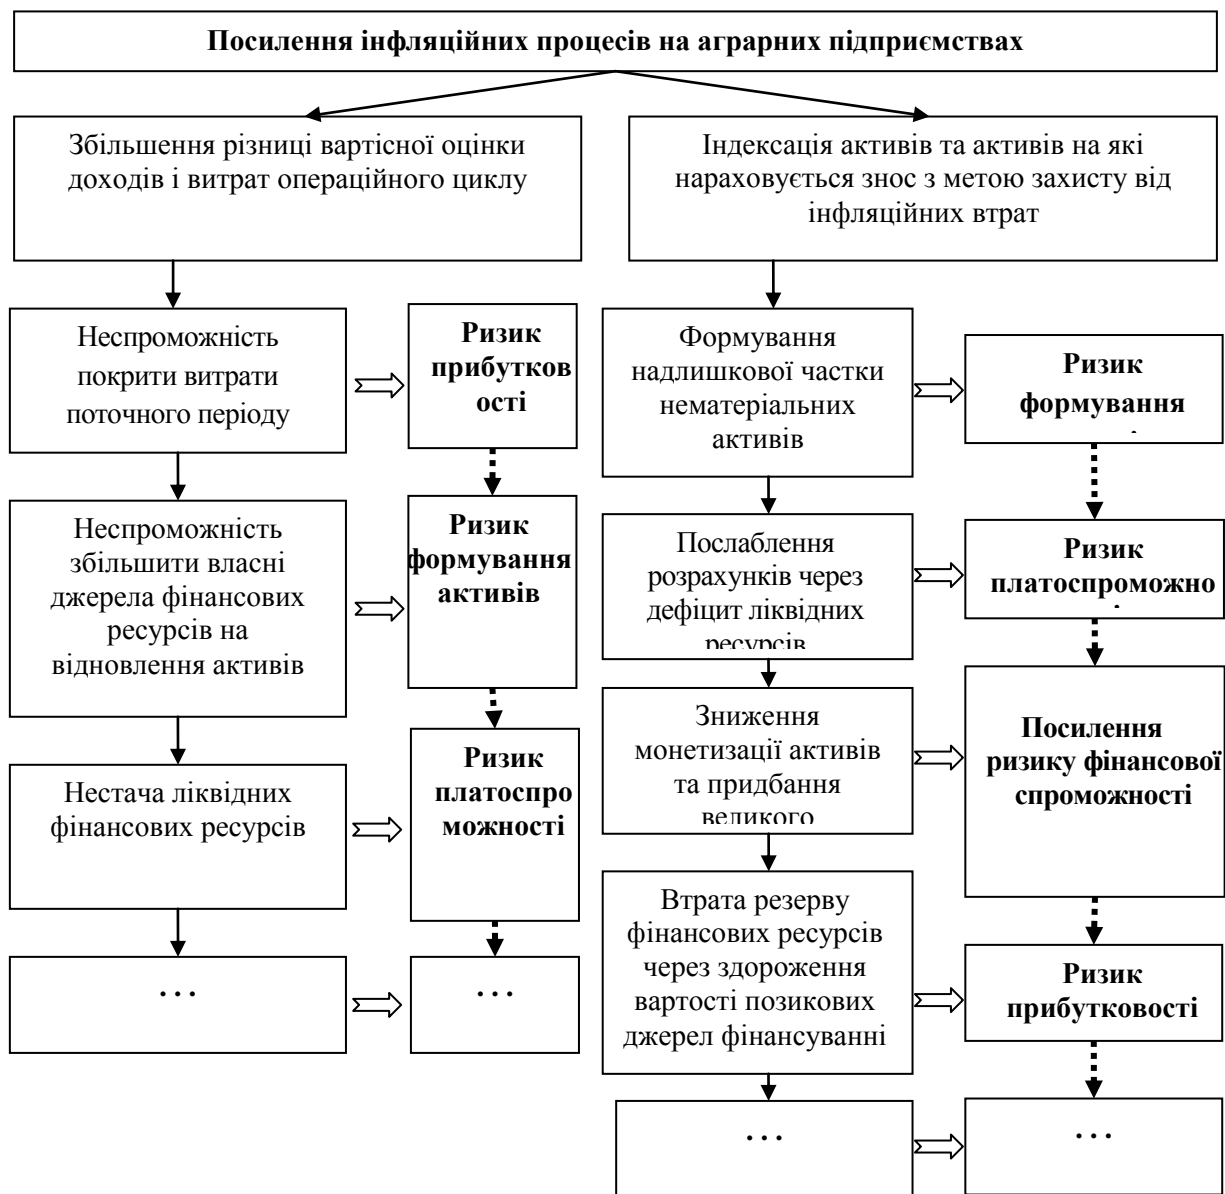 Посилення інфляційних процесів на аграрних підприємствах
Збільшення різниці вартісної оцінки
доходів і витрат операційного циклу
Індексація активів та активів на які
нараховується знос з метою захисту від
інфляційних втрат
Неспроможність
покрити витрати
поточного періоду
Ризик
прибутков
ості
Формування
надлишкової частки
нематеріальних
активів
Ризик
формування
Неспроможність
збільшити власні
джерела фінансових
ресурсів на
відновлення активів
Ризик
формування
активів
Послаблення
розрахунків через
дефіцит ліквідних
ресурсів
Ризик
платоспроможно
Нестача ліквідних
фінансових ресурсів
Ризик
платоспро
можності
Зниження
монетизації активів
та придбання
великого
Посилення
ризику фінансової
спроможності
. . .
. . .
Втрата резерву
фінансових ресурсів
через здороження
вартості позикових
джерел фінансуванні
Ризик
прибутковості
. . .
. . .